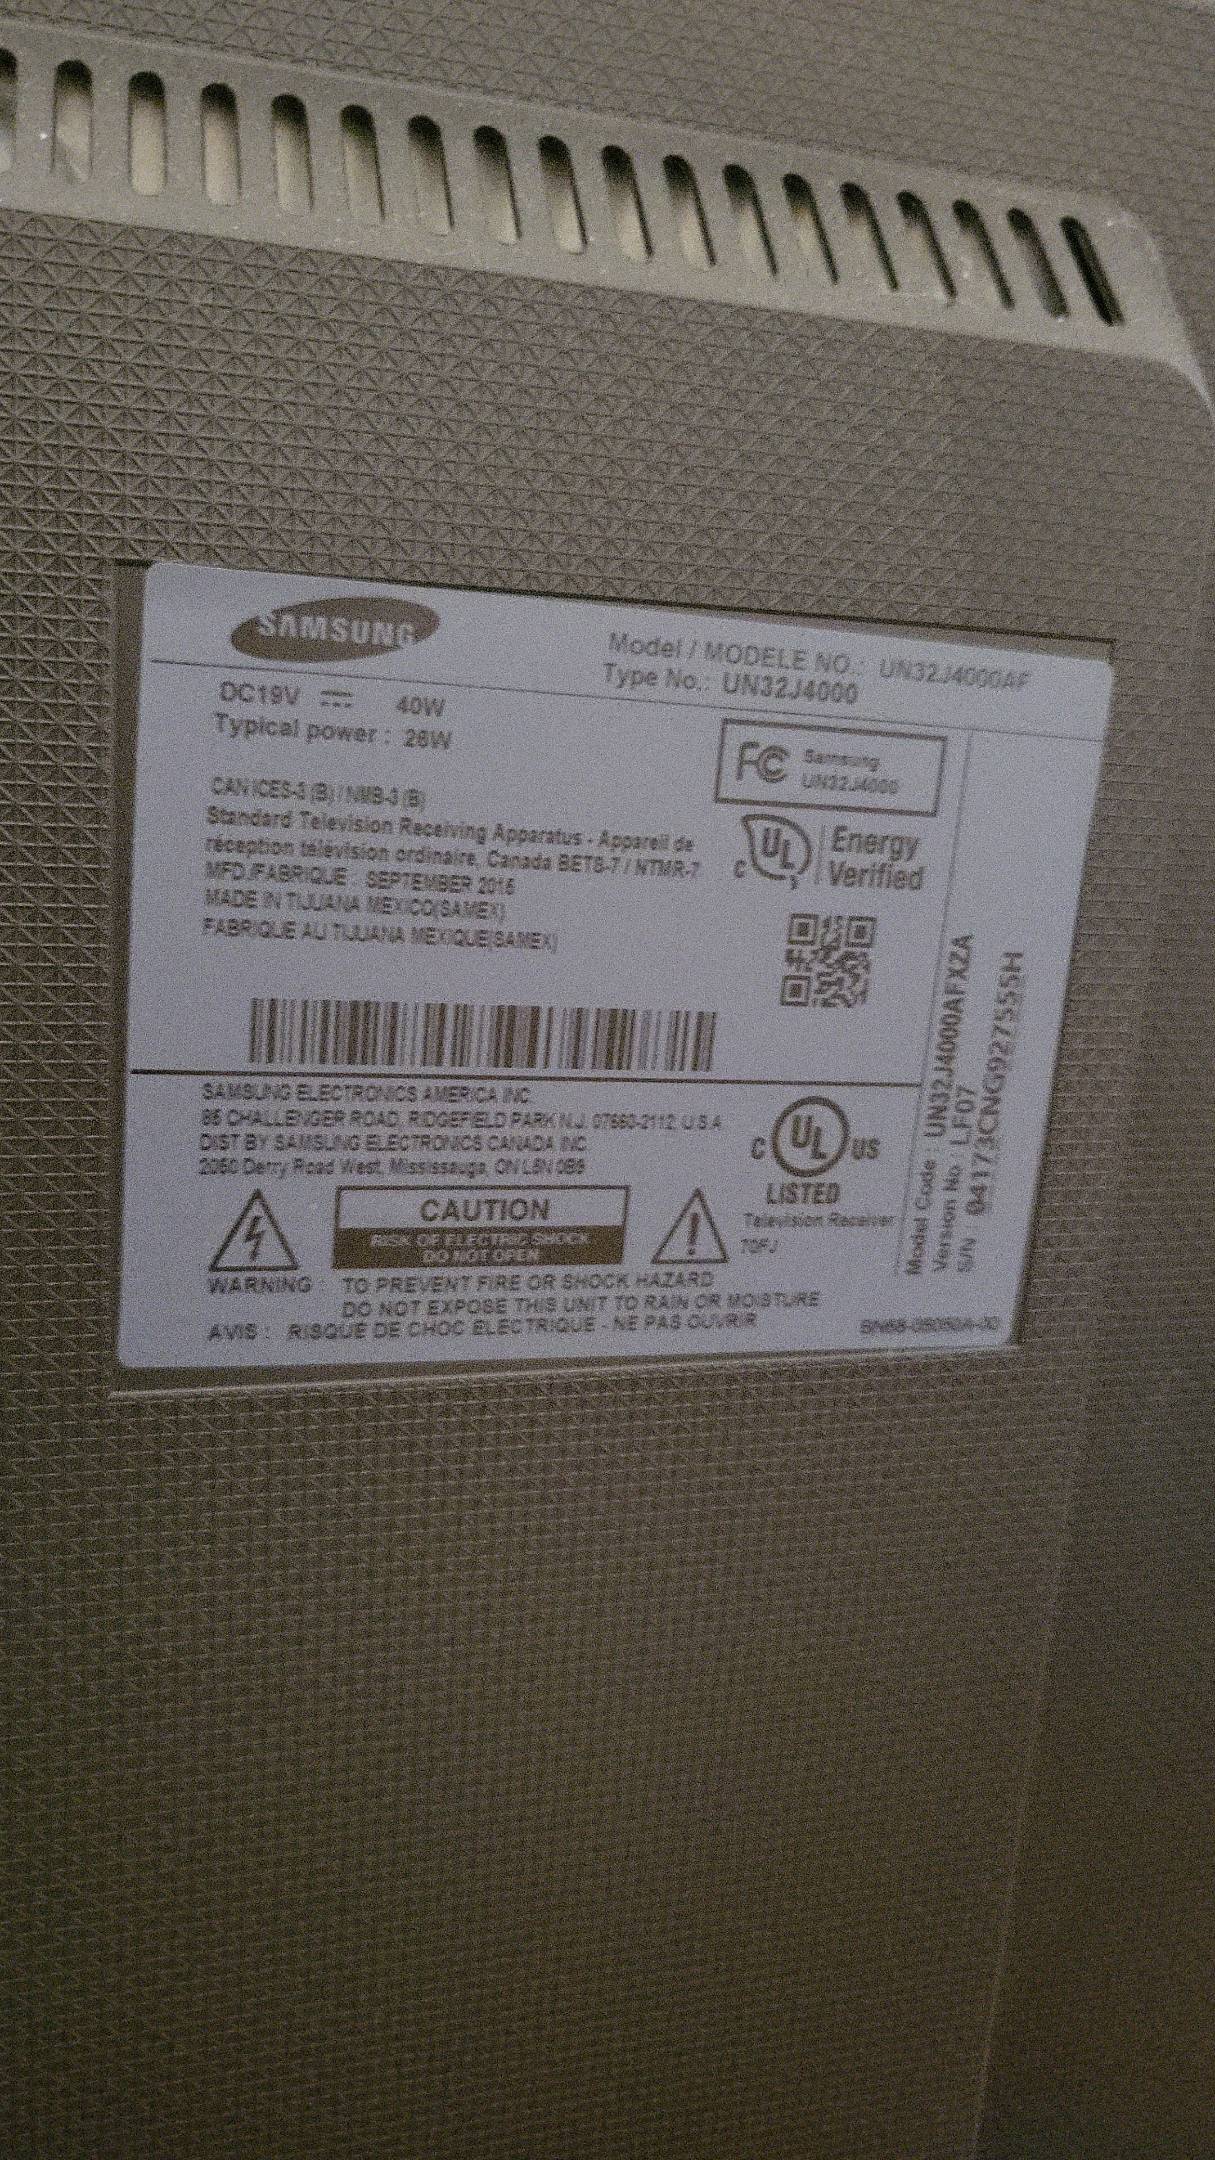 SAMSUNG
Model / MODELE NO.: UN32J4000AF
Type No.: UN32J4000
DC19V 40W
Typical power : 26W
FC Samsung
UN32J4000
CAN ICES-3 (B) / NMB-3 (B)
Standard Television Receiving Apparatus - Appareil de
réception télévision ordinaire, Canada BETS-7 / NTMR-7
MFD./FABRIQUE : SEPTEMBER 2015
MADE IN TIJUANA MEXICO(SAMEX)
FABRIQUE AU TIJUANA MEXIQUE(SAMEX)
C UL Energy
Verified
SAMSUNG ELECTRONICS AMERICA INC.
85 CHALLENGER ROAD, RIDGEFIELD PARK N.J. 07660-2112 U.S.A
DIST BY SAMSUNG ELECTRONICS CANADA INC
2050 Derry Road West, Mississauga, ON L5N 0B9
C UL US
LISTED
Television Receiver
70FJ
CAUTION
RISK OF ELECTRIC SHOCK
DO NOT OPEN
WARNING : TO PREVENT FIRE OR SHOCK HAZARD
DO NOT EXPOSE THIS UNIT TO RAIN OR MOISTURE
AVIS : RISQUE DE CHOC ELECTRIQUE - NE PAS OUVRIR
Model Code : UN32J4000AFXZA
Version No : LF07
S/N : 04173CNG927555H